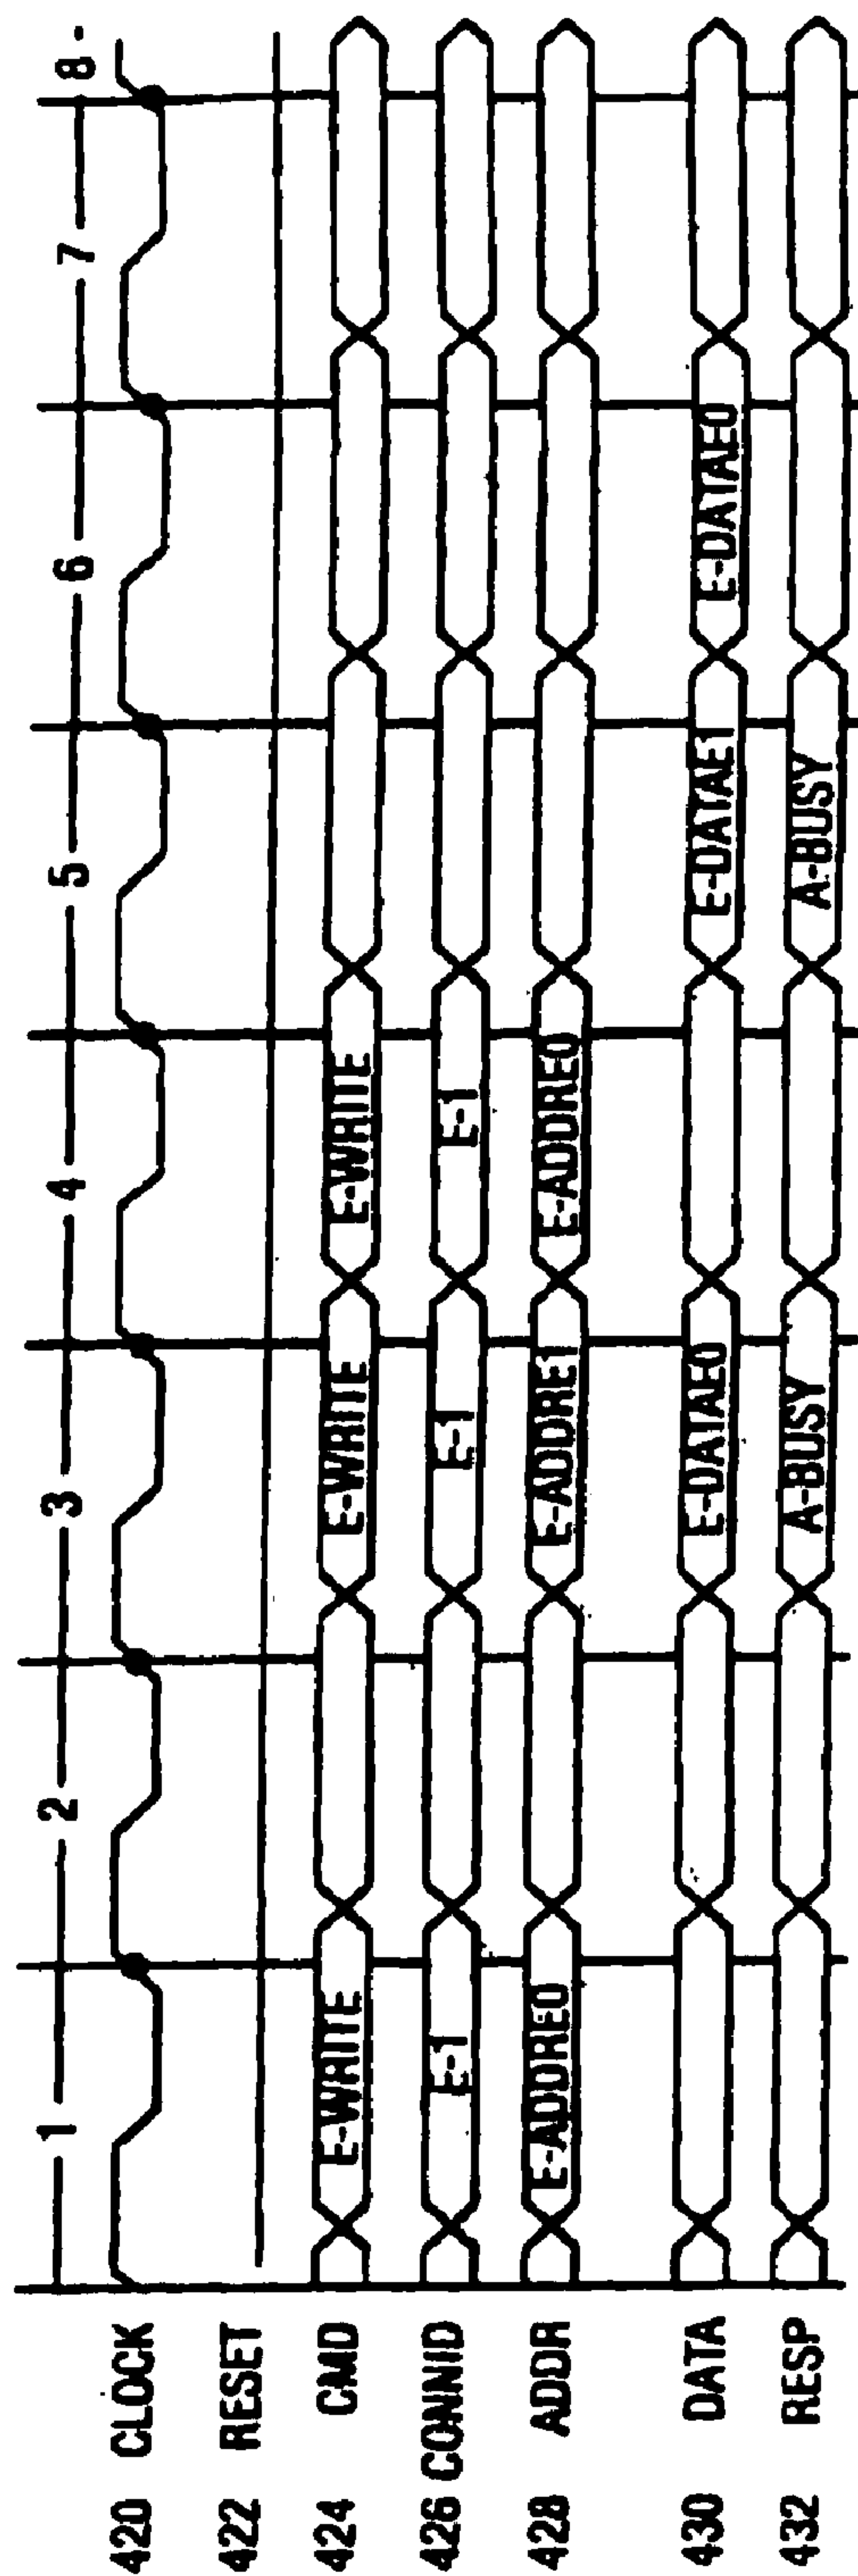 1 2 3 4 5 6 7 8
420 CLOCK
422 RESET
424 CMD E-WRITE E-WRITE E-WRITE
426 CONNID E-1 E-1 E-1
428 ADDR E-ADDRE0 E-ADDRE1 E-ADDRE0
430 DATA E-DATAE0 E-DATAE1 E-DATAE0
432 RESP A-BUSY A-BUSY